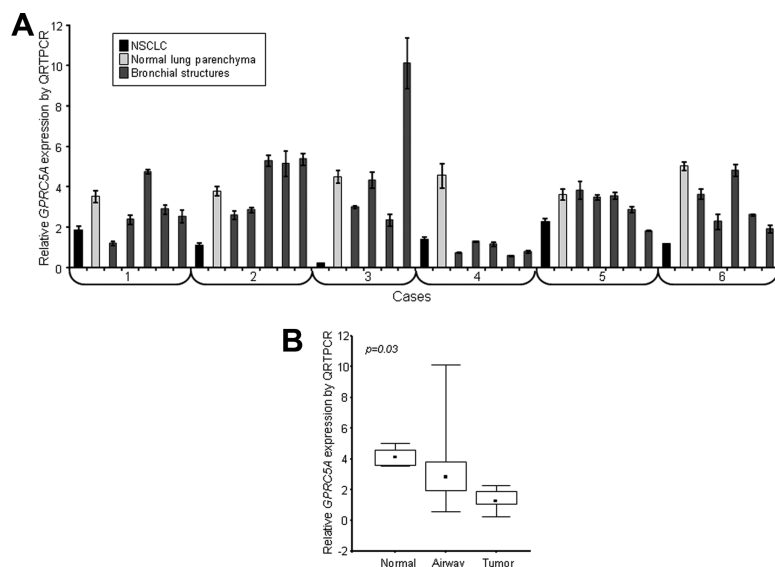 A
Relative GPRC5A expression by QRTPCR
12
10
8
6
4
2
0
NSCLC
Normal lung parenchyma
Bronchial structures
1 2 3 4 5 6
Cases
B
Relative GPRC5A expression by QRTPCR
12
10
8
6
4
2
0
-2
p=0.03
Normal Airway Tumor